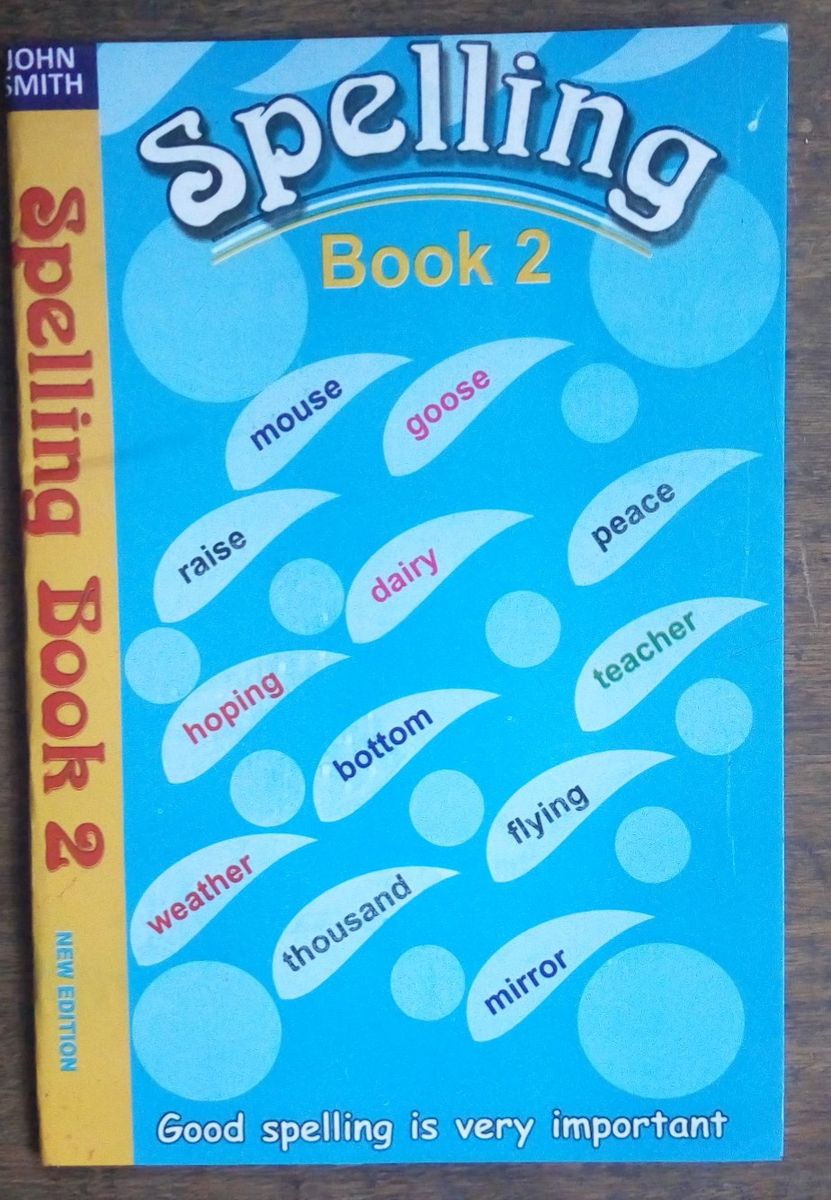 JOHN
SMITH
Spelling Book 2
NEW EDITION
Spelling
Book 2
mouse
goose
raise
dairy
peace
hoping
bottom
teacher
weather
thousand
flying
mirror
Good spelling is very important